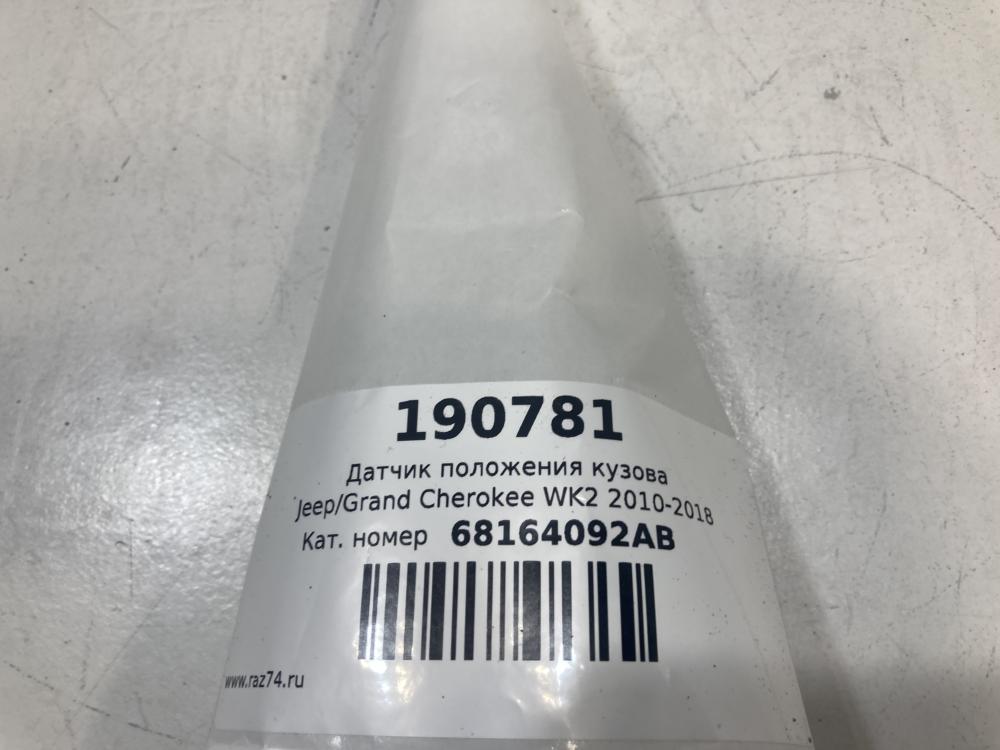 190781
Датчик положения кузова
Jeep/Grand Cherokee WK2 2010-2018
Кат. номер 68164092AB
www.raz74.ru